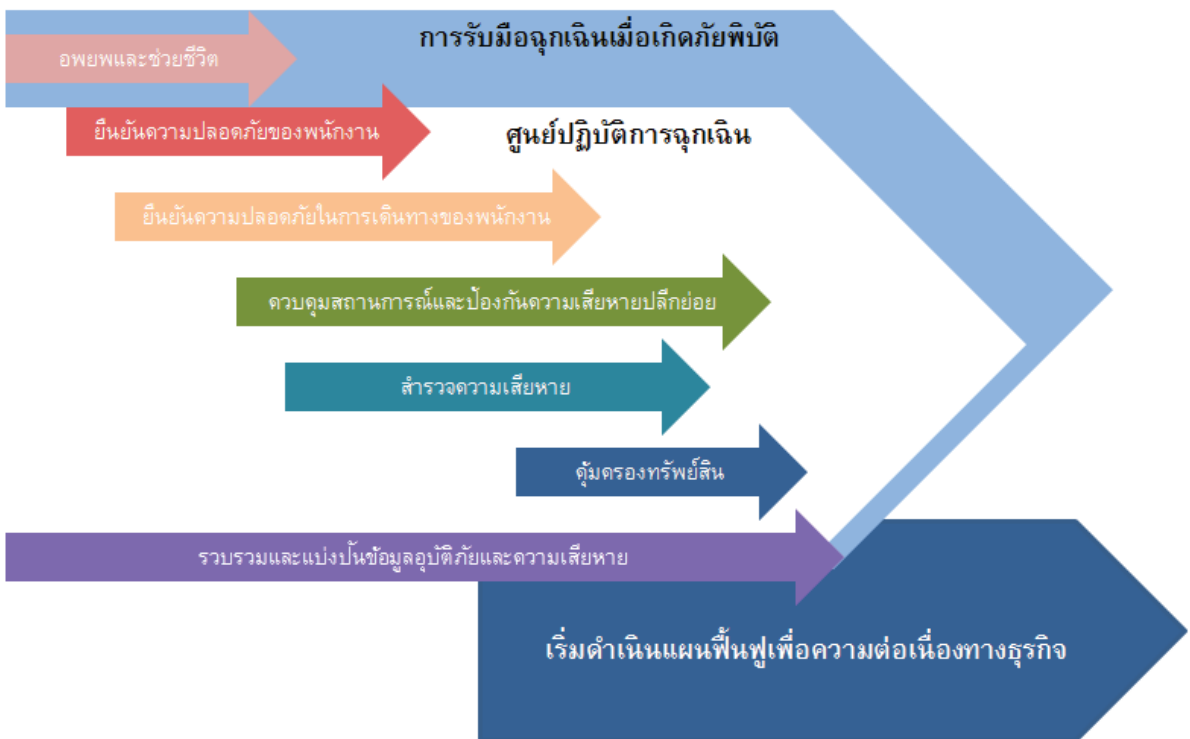 การรับมือฉุกเฉินเมื่อเกิดภัยพิบัติ
อพยพและช่วยชีวิต
ยืนยันความปลอดภัยของพนักงาน
ศูนย์ปฏิบัติการฉุกเฉิน
ยืนยันความปลอดภัยในการเดินทางของพนักงาน
ควบคุมสถานการณ์และป้องกันความเสียหายปลีกย่อย
สำรวจความเสียหาย
คุ้มครองทรัพย์สิน
รวบรวมและแบ่งปันข้อมูลอุบัติภัยและความเสียหาย
เริ่มดำเนินแผนฟื้นฟูเพื่อความต่อเนื่องทางธุรกิจ